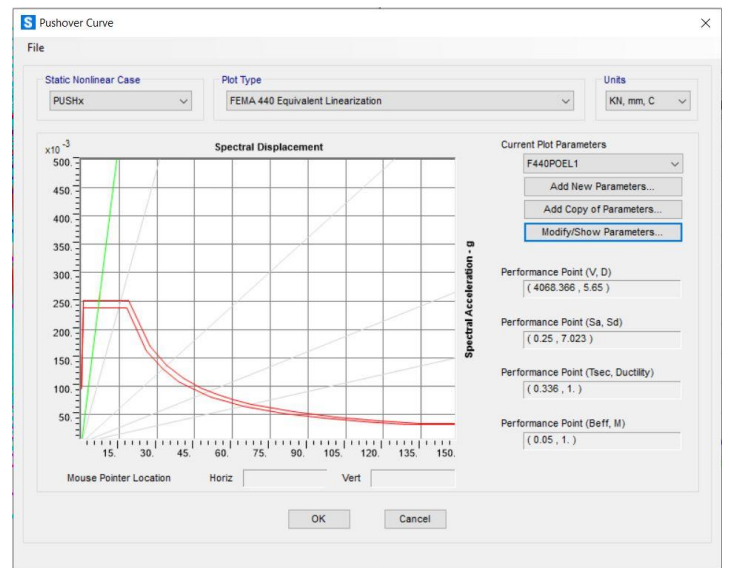 S Pushover Curve
File
Static Nonlinear Case
PUSHx
Plot Type
FEMA 440 Equivalent Linearization
Units
KN, mm, C
x10 -3
Spectral Displacement
500.
450.
400.
350.
300.
250.
200.
150.
100.
50.
15. 30. 45. 60. 75. 90. 105. 120. 135. 150.
Spectral Acceleration - g
Mouse Pointer Location Horiz Vert
Current Plot Parameters
F440POEL1
Add New Parameters...
Add Copy of Parameters...
Modify/Show Parameters...
Performance Point (V, D)
( 4068.366 , 5.65 )
Performance Point (Sa, Sd)
( 0.25 , 7.023 )
Performance Point (Tsec, Ductility)
( 0.336 , 1. )
Performance Point (Beff, M)
( 0.05 , 1. )
OK Cancel